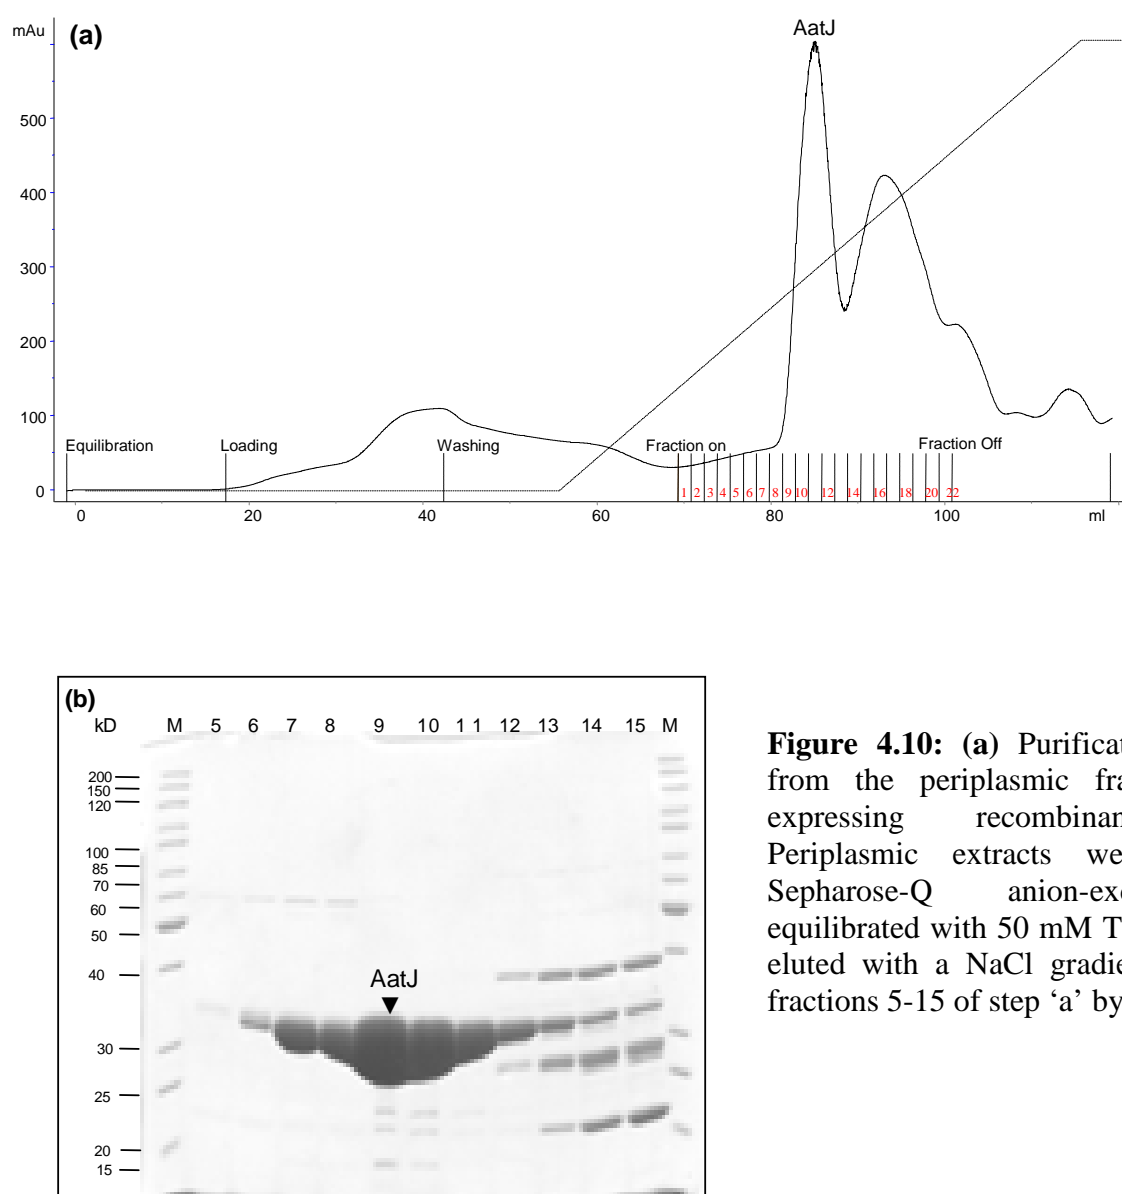 mAu
(a)
AatJ
500
400
300
200
100
0
Equilibration
Loading
Washing
Fraction on
Fraction Off
1 2 3 4 5 6 7 8 9 10 12 14 16 18 20 22
0 20 40 60 80 100 ml
(b)
kD M 5 6 7 8 9 10 1 1 12 13 14 15 M
200
150
120
100
85
70
60
50
40
30
25
20
15
AatJ
Figure 4.10: (a) Purificat
from the periplasmic fra
expressing recombinan
Periplasmic extracts we
Sepharose-Q anion-exc
equilibrated with 50 mM T
eluted with a NaCl gradie
fractions 5-15 of step ‘a’ by